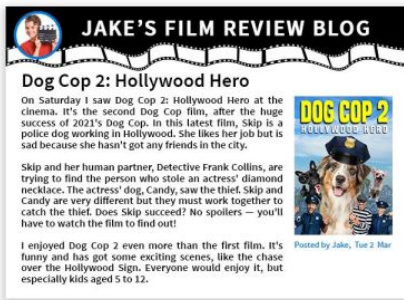 JAKE'S FILM REVIEW BLOG
Dog Cop 2: Hollywood Hero
On Saturday I saw Dog Cop 2: Hollywood Hero at the
cinema. It's the second Dog Cop film, after the huge
success of 2021's Dog Cop. In this latest film, Skip is a
police dog working in Hollywood. She likes her job but is
sad because she hasn't got any friends in the city.
Skip and her human partner, Detective Frank Collins, are
trying to find the person who stole an actress' diamond
necklace. The actress' dog, Candy, saw the thief. Skip and
Candy are very different but they must work together to
catch the thief. Does Skip succeed? No spoilers — you'll
have to watch the film to find out!
I enjoyed Dog Cop 2 even more than the first film. It's
funny and has got some exciting scenes, like the chase
over the Hollywood Sign. Everyone would enjoy it, but
especially kids aged 5 to 12.
DOG COP 2
HOLLYWOOD HERO
Posted by Jake, Tue 2 Mar